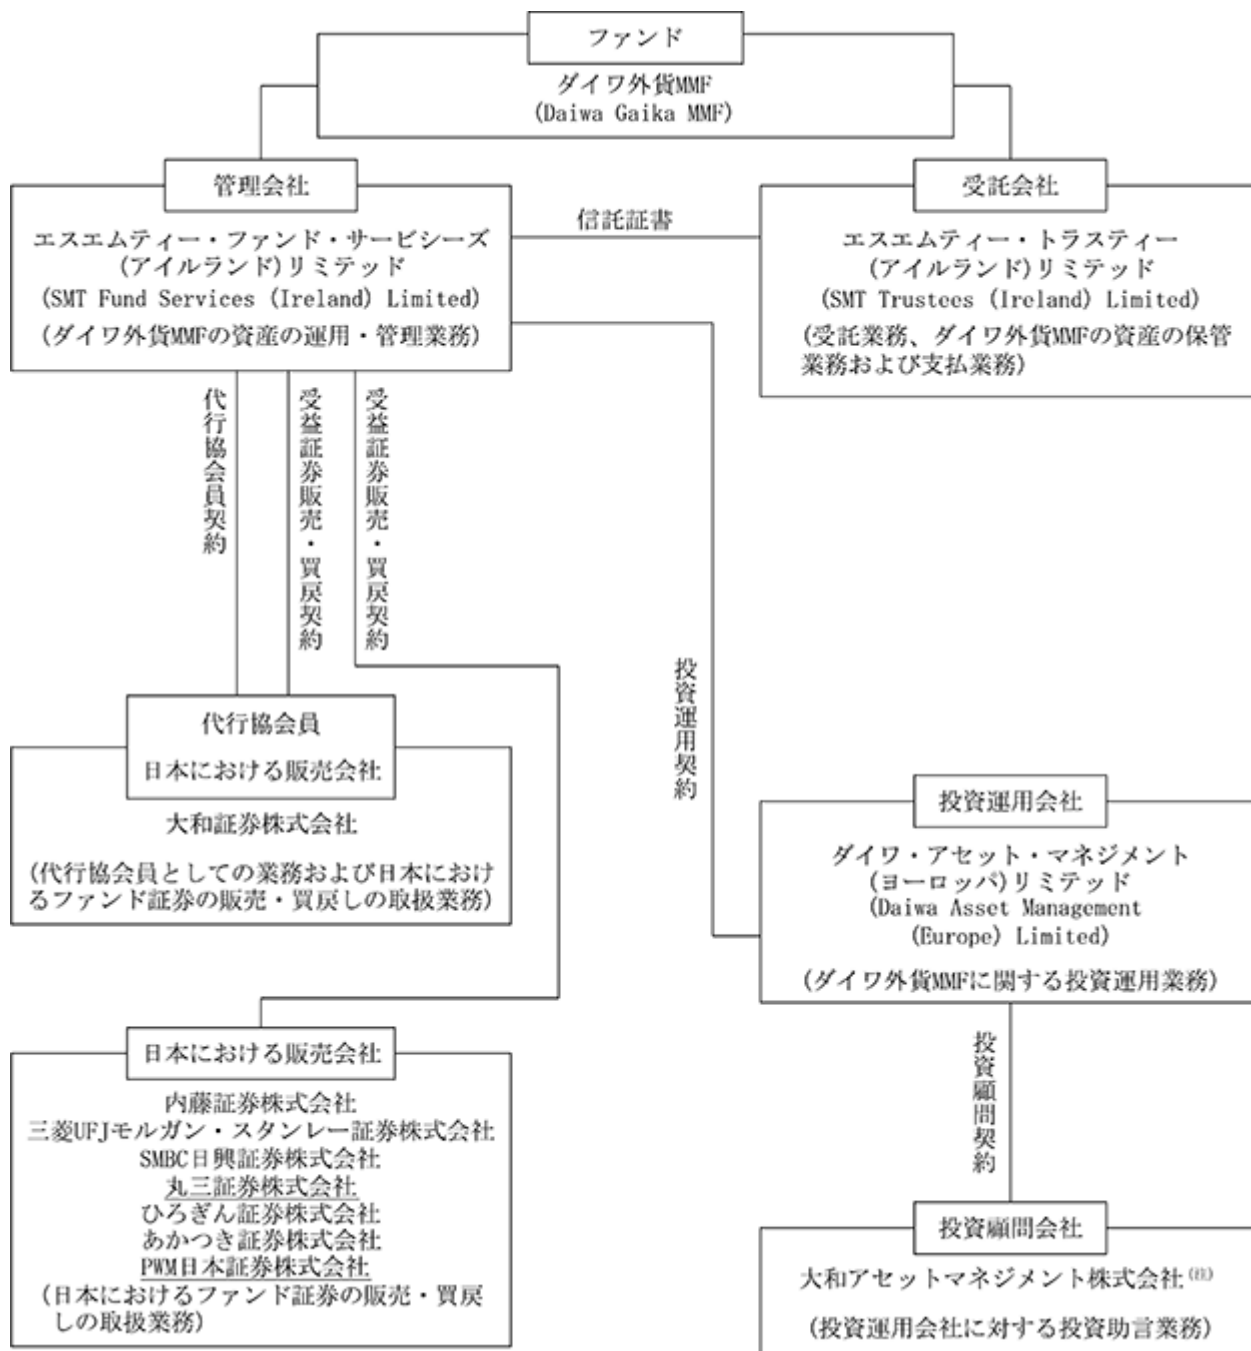 ファンド
ダイワ外貨MMF
(Daiwa Gaika MMF)
管理会社
エスエムティー・ファンド・サービシーズ
(アイルランド)リミテッド
(SMT Fund Services (Ireland) Limited)
(ダイワ外貨MMFの資産の運用・管理業務)
信託証書
受託会社
エスエムティー・トラスティー
(アイルランド)リミテッド
(SMT Trustees (Ireland) Limited)
(受託業務、ダイワ外貨MMFの資産の保管
業務および支払業務)
代行協会員契約
受益証券販売・買戻契約
受益証券販売・買戻契約
投資運用契約
代行協会員
日本における販売会社
大和証券株式会社
(代行協会員としての業務および日本におけ
るファンド証券の販売・買戻しの取扱業務)
投資運用会社
ダイワ・アセット・マネジメント
(ヨーロッパ)リミテッド
(Daiwa Asset Management
(Europe) Limited)
(ダイワ外貨MMFに関する投資運用業務)
日本における販売会社
内藤証券株式会社
三菱UFJモルガン・スタンレー証券株式会社
SMBC日興証券株式会社
丸三証券株式会社
ひろぎん証券株式会社
あかつき証券株式会社
PWM日本証券株式会社
(日本におけるファンド証券の販売・買戻
しの取扱業務)
投資顧問契約
投資顧問会社
大和アセットマネジメント株式会社(注)
(投資運用会社に対する投資助言業務)